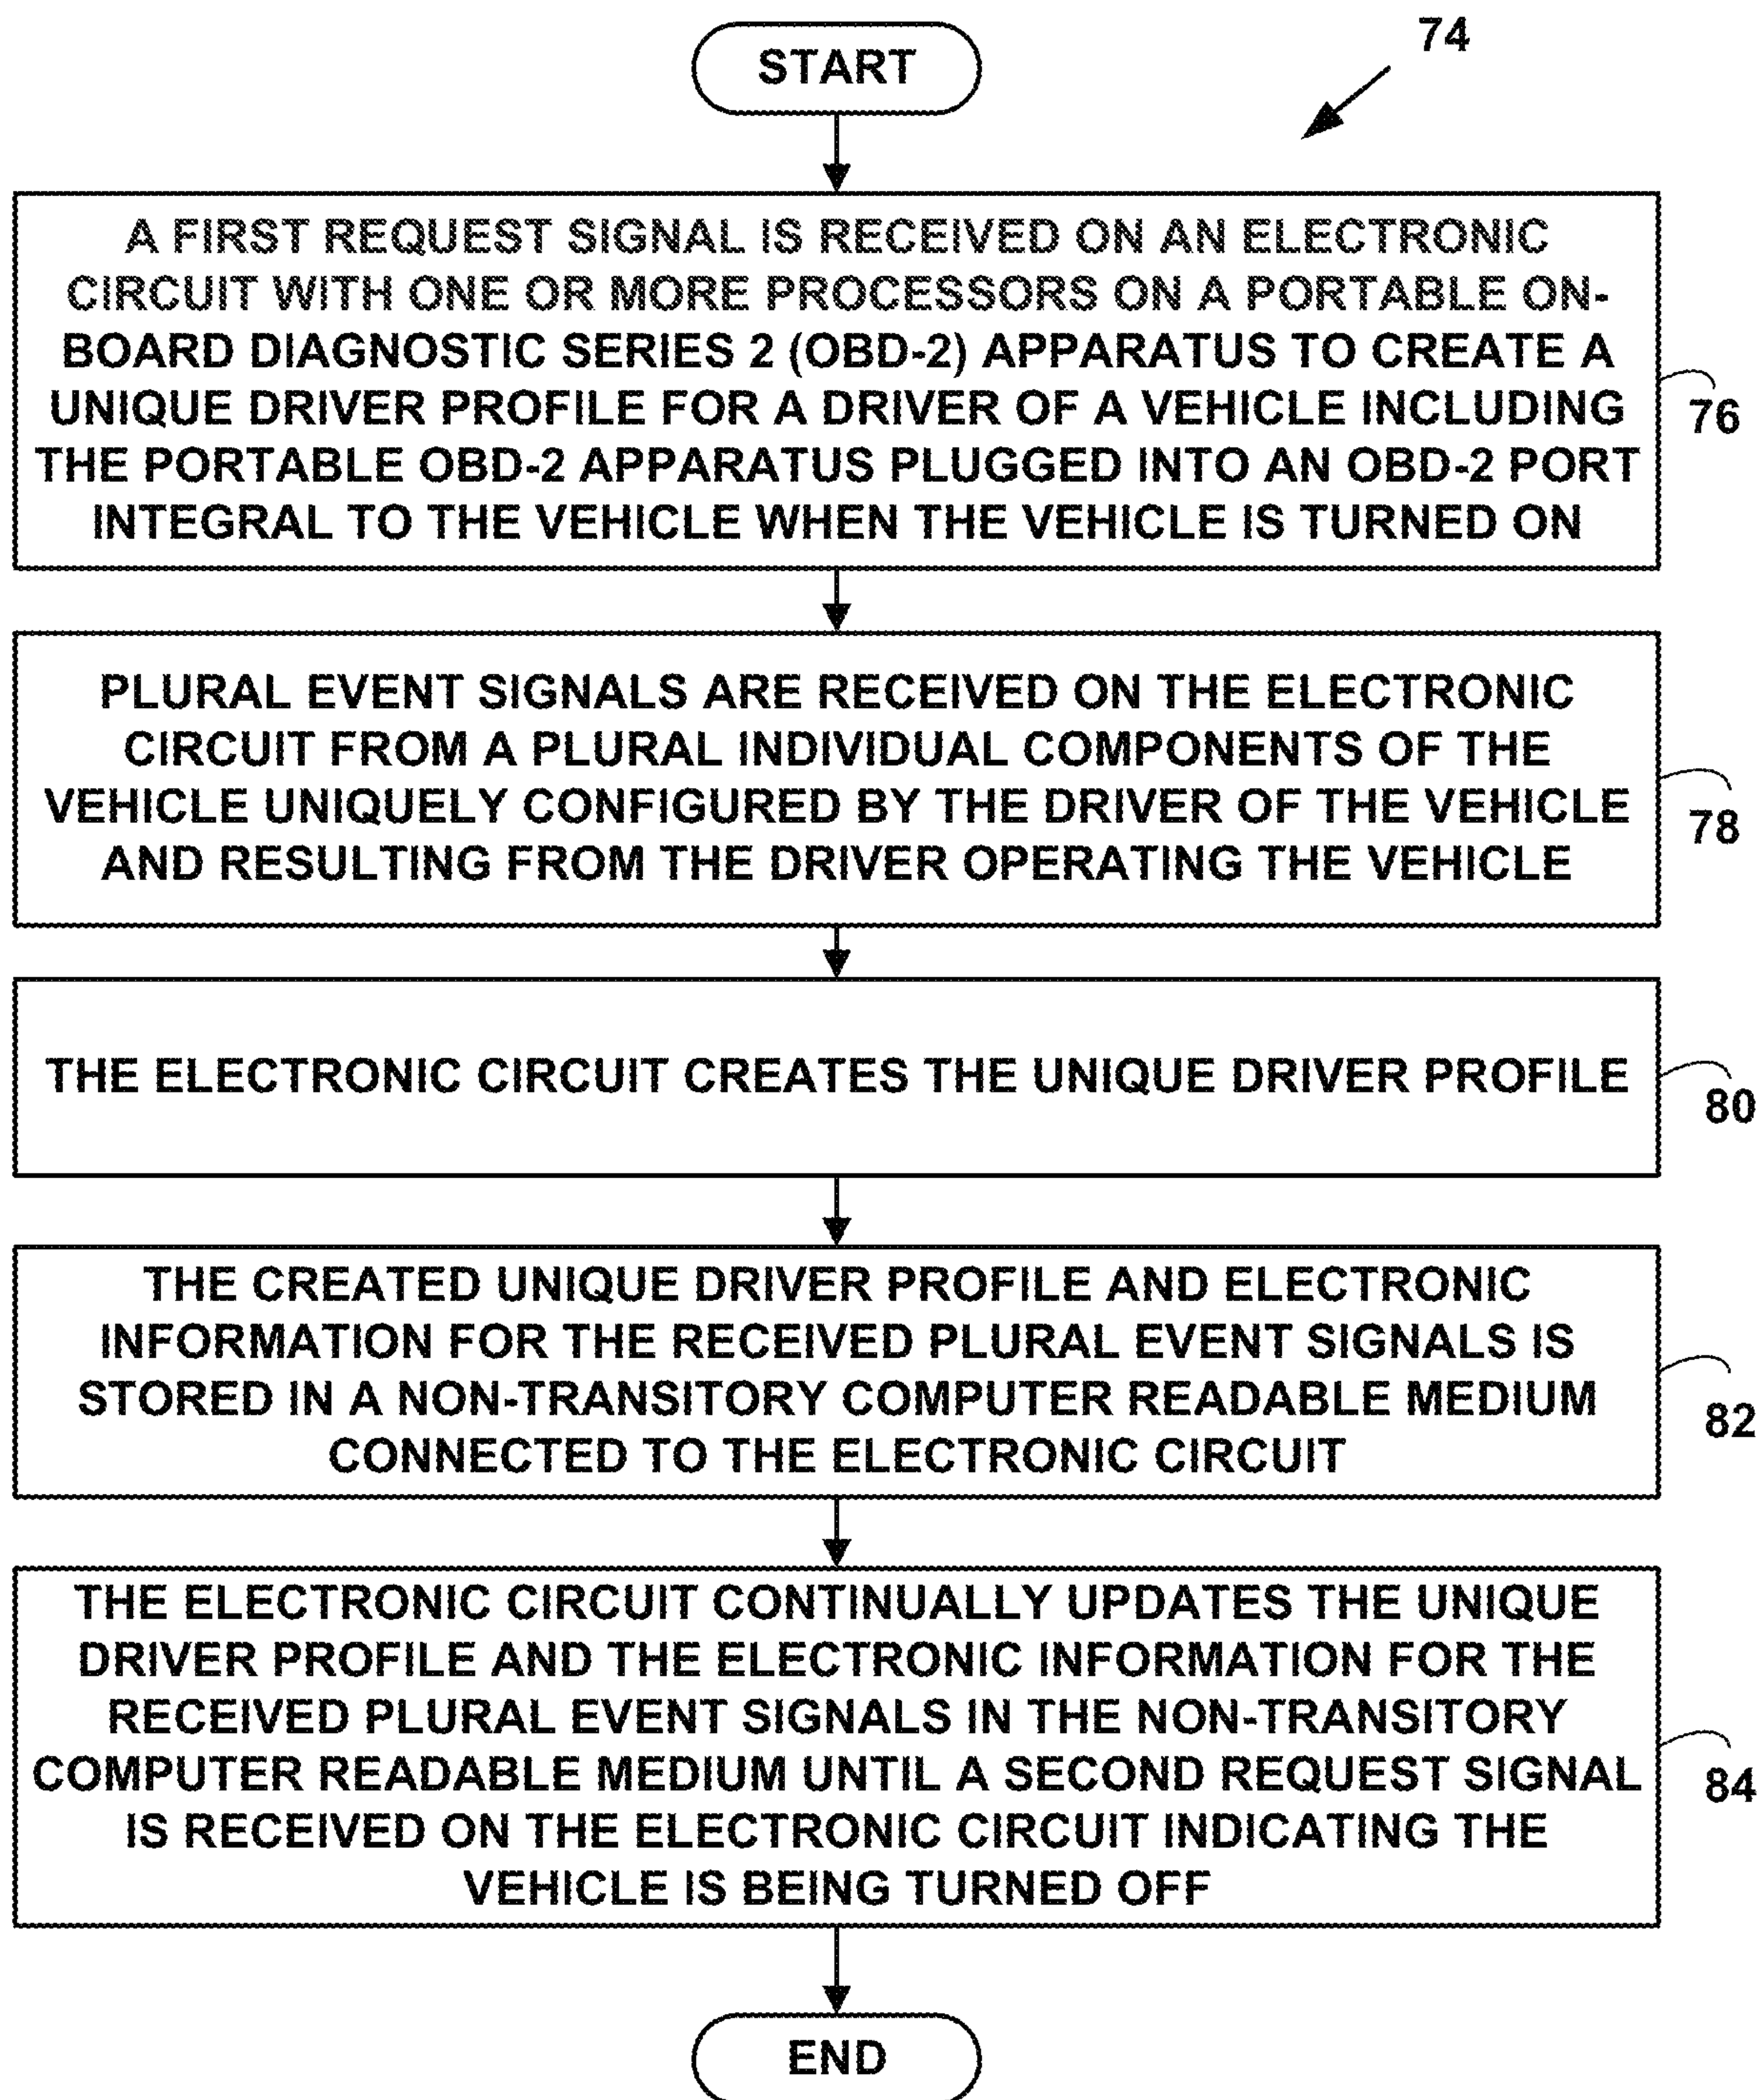 74
START
A FIRST REQUEST SIGNAL IS RECEIVED ON AN ELECTRONIC
CIRCUIT WITH ONE OR MORE PROCESSORS ON A PORTABLE ON-
BOARD DIAGNOSTIC SERIES 2 (OBD-2) APPARATUS TO CREATE A
UNIQUE DRIVER PROFILE FOR A DRIVER OF A VEHICLE INCLUDING
THE PORTABLE OBD-2 APPARATUS PLUGGED INTO AN OBD-2 PORT
INTEGRAL TO THE VEHICLE WHEN THE VEHICLE IS TURNED ON
76
PLURAL EVENT SIGNALS ARE RECEIVED ON THE ELECTRONIC
CIRCUIT FROM A PLURAL INDIVIDUAL COMPONENTS OF THE
VEHICLE UNIQUELY CONFIGURED BY THE DRIVER OF THE VEHICLE
AND RESULTING FROM THE DRIVER OPERATING THE VEHICLE
78
THE ELECTRONIC CIRCUIT CREATES THE UNIQUE DRIVER PROFILE
80
THE CREATED UNIQUE DRIVER PROFILE AND ELECTRONIC
INFORMATION FOR THE RECEIVED PLURAL EVENT SIGNALS IS
STORED IN A NON-TRANSITORY COMPUTER READABLE MEDIUM
CONNECTED TO THE ELECTRONIC CIRCUIT
82
THE ELECTRONIC CIRCUIT CONTINUALLY UPDATES THE UNIQUE
DRIVER PROFILE AND THE ELECTRONIC INFORMATION FOR THE
RECEIVED PLURAL EVENT SIGNALS IN THE NON-TRANSITORY
COMPUTER READABLE MEDIUM UNTIL A SECOND REQUEST SIGNAL
IS RECEIVED ON THE ELECTRONIC CIRCUIT INDICATING THE
VEHICLE IS BEING TURNED OFF
84
END